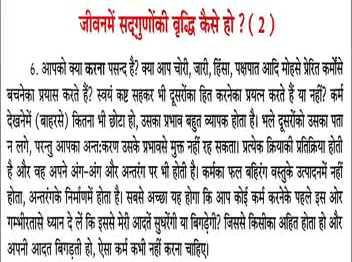 जीवनमें सद्‌गुणोंकी वृद्धि कैसे हो ? ( 2 )
6. आपको क्या करना पसन्द है? क्या आप चोरी, जारी, हिंसा, पक्षपात आदि मोहसे प्रेरित कर्मोंसे
बचनेका प्रयास करते हैं? स्वयं कष्ट सहकर भी दूसरोंका हित करनेका प्रयत्न करते हैं या नहीं? कर्म
देखनेमें (बाहरसे) कितना भी छोटा हो, उसका प्रभाव बहुत व्यापक होता है। भले दूसरोंको उसका पता
न लगे, परन्तु आपका अन्त:करण उसके प्रभावसे मुक्त नहीं रह सकता। प्रत्येक क्रियाकी प्रतिक्रिया होती
है और वह अपने अंग-अंग और अन्तरंग पर भी होती है। कर्मका फल बहिरंग वस्तुके उत्पादनमें नहीं
होता, अन्तरंगके निर्माणमें होता है। सबसे अच्छा यह होगा कि आप कोई कर्म करनेके पहले इस ओर
गम्भीरतासे ध्यान दे लें कि इससे मेरी आदतें सुधरेंगी या बिगड़ेगी? जिससे किसीका अहित होता हो और
अपनी आदत बिगड़ती हो, ऐसा कर्म कभी नहीं करना चाहिए।